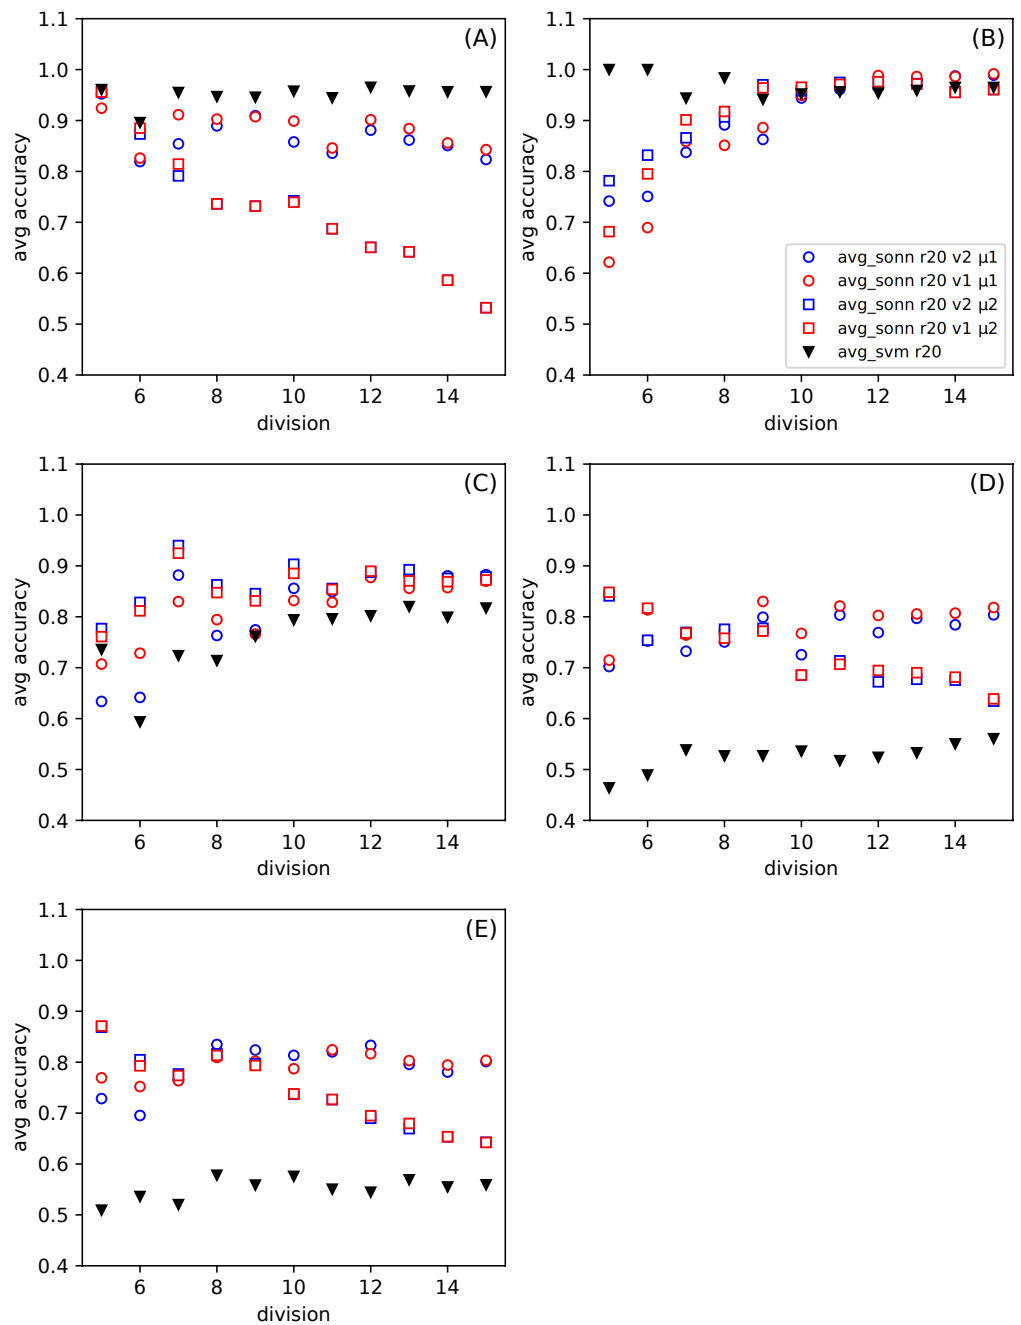 (A)
1.1
1.0
0.9
0.8
0.7
0.6
0.5
0.4
avg accuracy
6 8 10 12 14
division
(B)
1.1
1.0
0.9
0.8
0.7
0.6
0.5
0.4
avg accuracy
avg_sonn r20 v2 μ1
avg_sonn r20 v1 μ1
avg_sonn r20 v2 μ2
avg_sonn r20 v1 μ2
avg_svm r20
6 8 10 12 14
division
(C)
1.1
1.0
0.9
0.8
0.7
0.6
0.5
0.4
avg accuracy
6 8 10 12 14
division
(D)
1.1
1.0
0.9
0.8
0.7
0.6
0.5
0.4
avg accuracy
6 8 10 12 14
division
(E)
1.1
1.0
0.9
0.8
0.7
0.6
0.5
0.4
avg accuracy
6 8 10 12 14
division